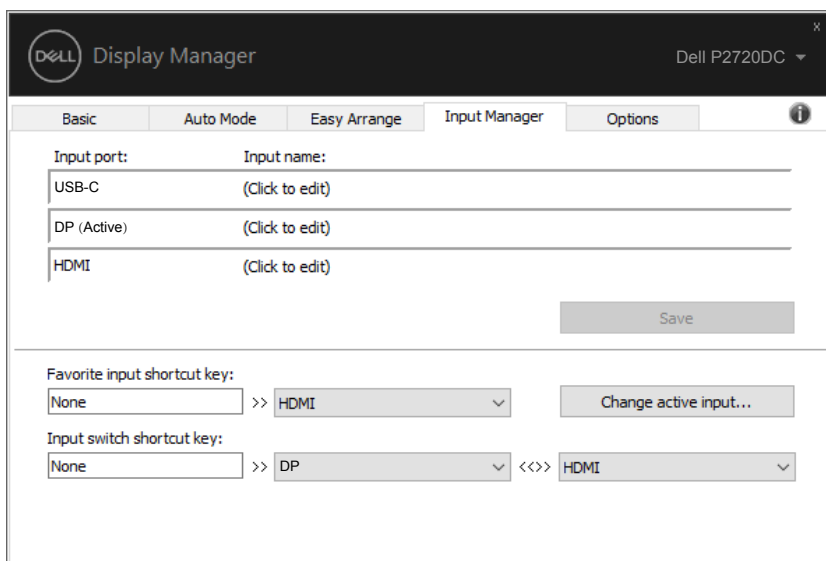 x
DELL Display Manager Dell P2720DC
Basic Auto Mode Easy Arrange Input Manager Options i
Input port: Input name:
USB-C (Click to edit)
DP (Active) (Click to edit)
HDMI (Click to edit)
Save
Favorite input shortcut key:
None >> HDMI Change active input...
Input switch shortcut key:
None >> DP <<>> HDMI